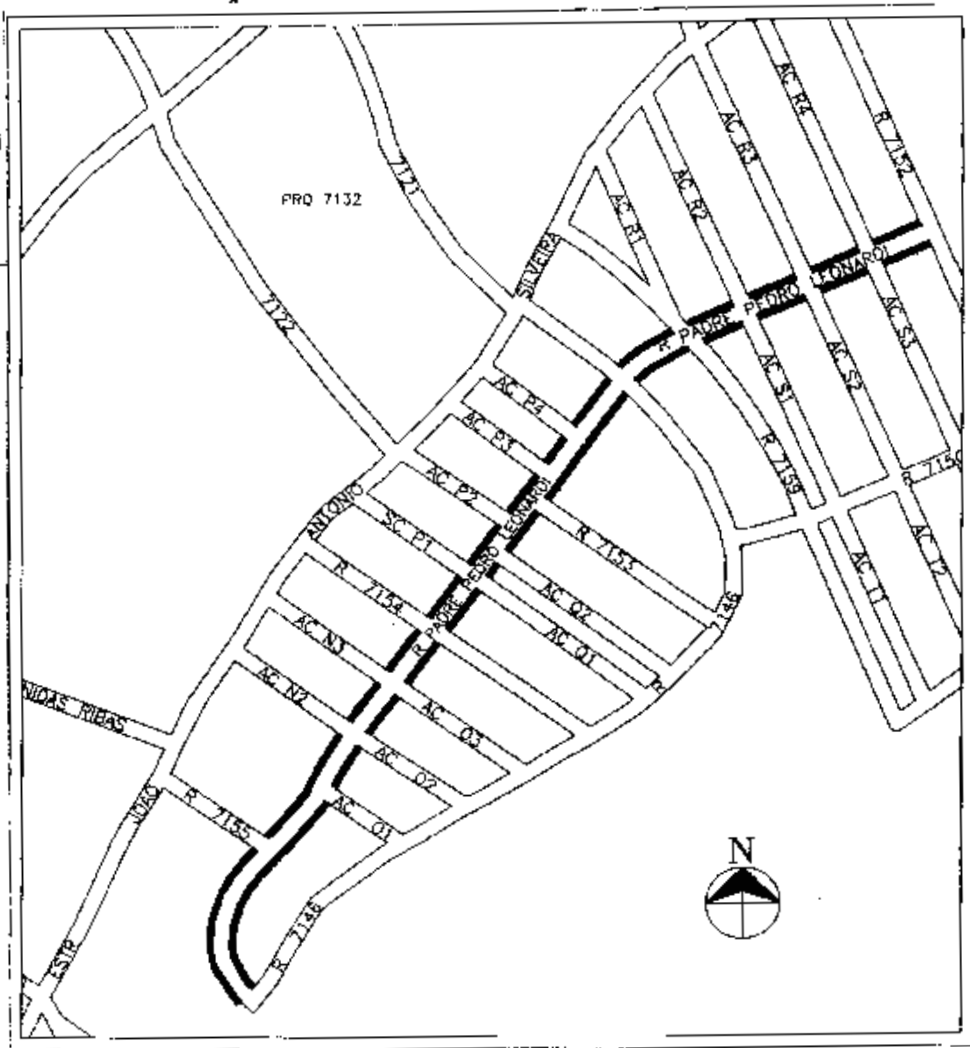 PRQ 7132
7121
7122
SILVEIRA
AC R1
AC R2
AC R3
AC R4
R 7152
R PADRE PEDRO LEONARDI
AC S1
AC S2
AC S3
R 7159
R 7150
AC T1
AC T2
AC P4
AC P3
AC P2
SC P1
ANTONIO
R 7154
R PADRE PEDRO LEONARDI
R 7153
AC Q2
AC Q1
R 7146
AC N3
AC N2
AC O3
AC O2
AC O1
NIDAS RIBAS
JOAO
R 7155
ESTR
R 7146
N